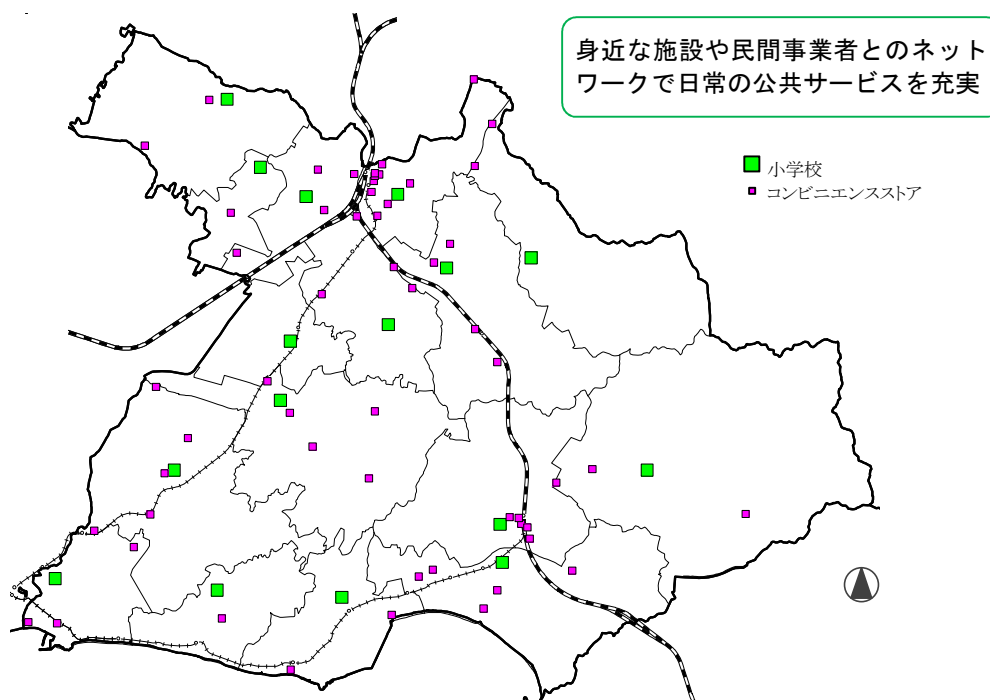 身近な施設や民間事業者とのネット
ワークで日常の公共サービスを充実
小学校
コンビニエンスストア